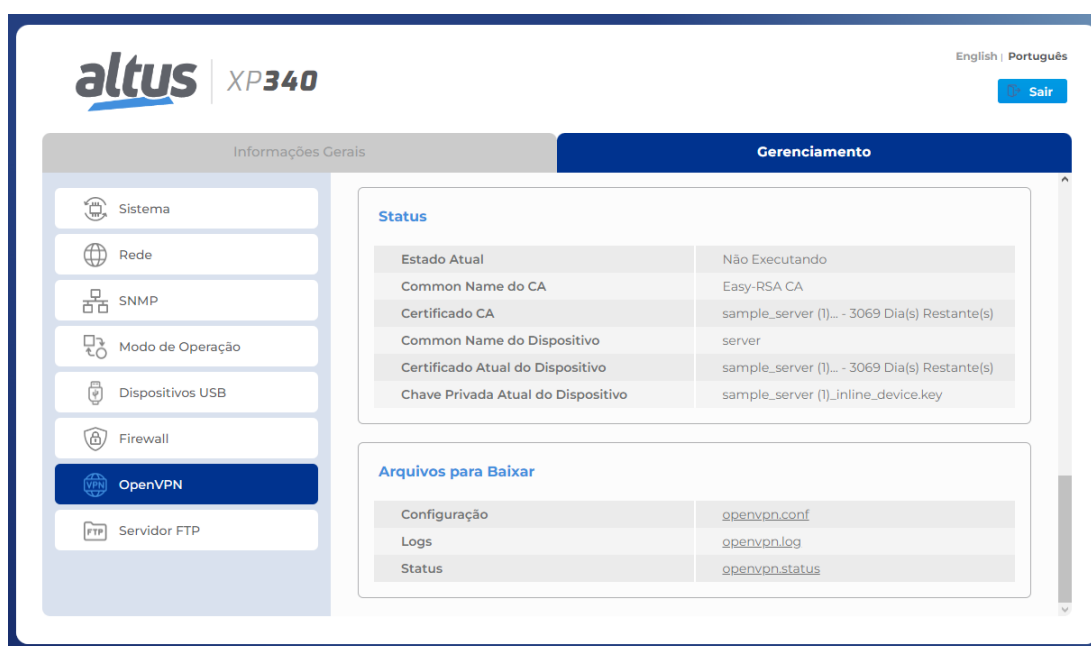 English | Português
altus XP340
Sair
Informações Gerais
Gerenciamento
Sistema
Rede
SNMP
Modo de Operação
Dispositivos USB
Firewall
VPN OpenVPN
FTP Servidor FTP
Status
Estado Atual Não Executando
Common Name do CA Easy-RSA CA
Certificado CA sample_server (1)... - 3069 Dia(s) Restante(s)
Common Name do Dispositivo server
Certificado Atual do Dispositivo sample_server (1)... - 3069 Dia(s) Restante(s)
Chave Privada Atual do Dispositivo sample_server (1)_inline_device.key
Arquivos para Baixar
Configuração openvpn.conf
Logs openvpn.log
Status openvpn.status